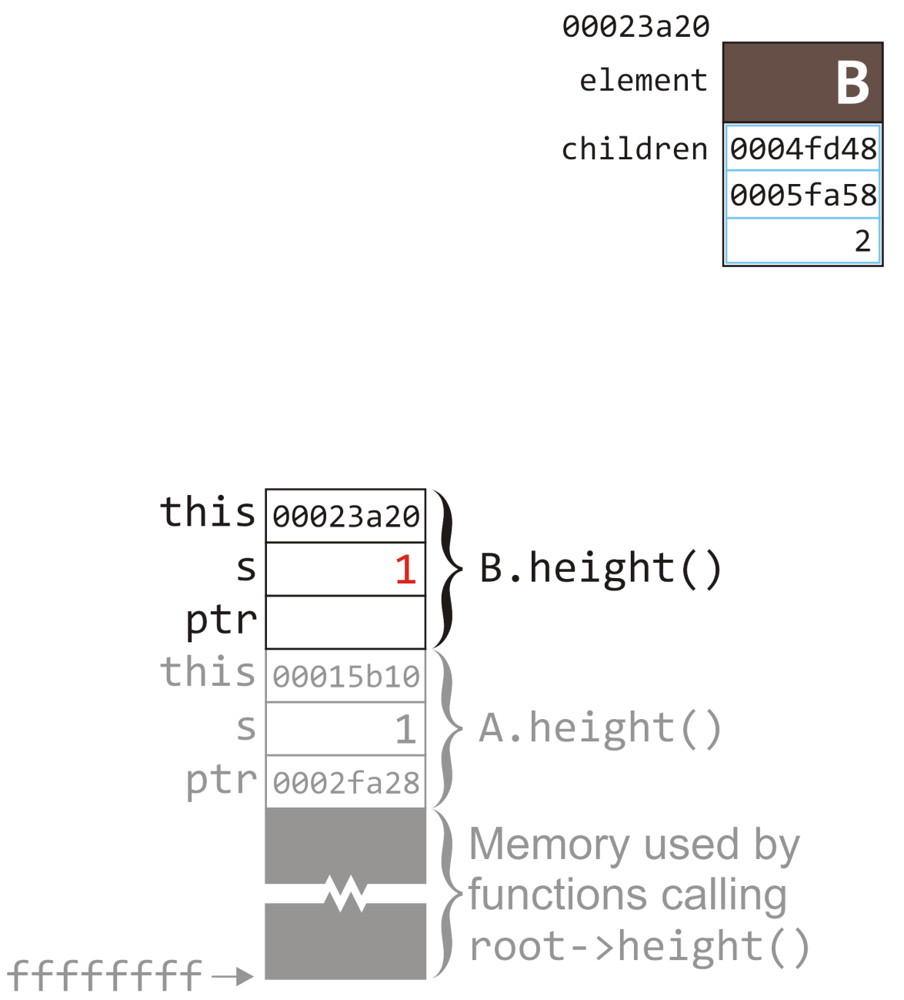 00023a20
element B
children 0004fd48
0005fa58
2
this 00023a20
s 1 B.height()
ptr
this 00015b10
s 1 A.height()
ptr 0002fa28
Memory used by
functions calling
root->height()
ffffffff